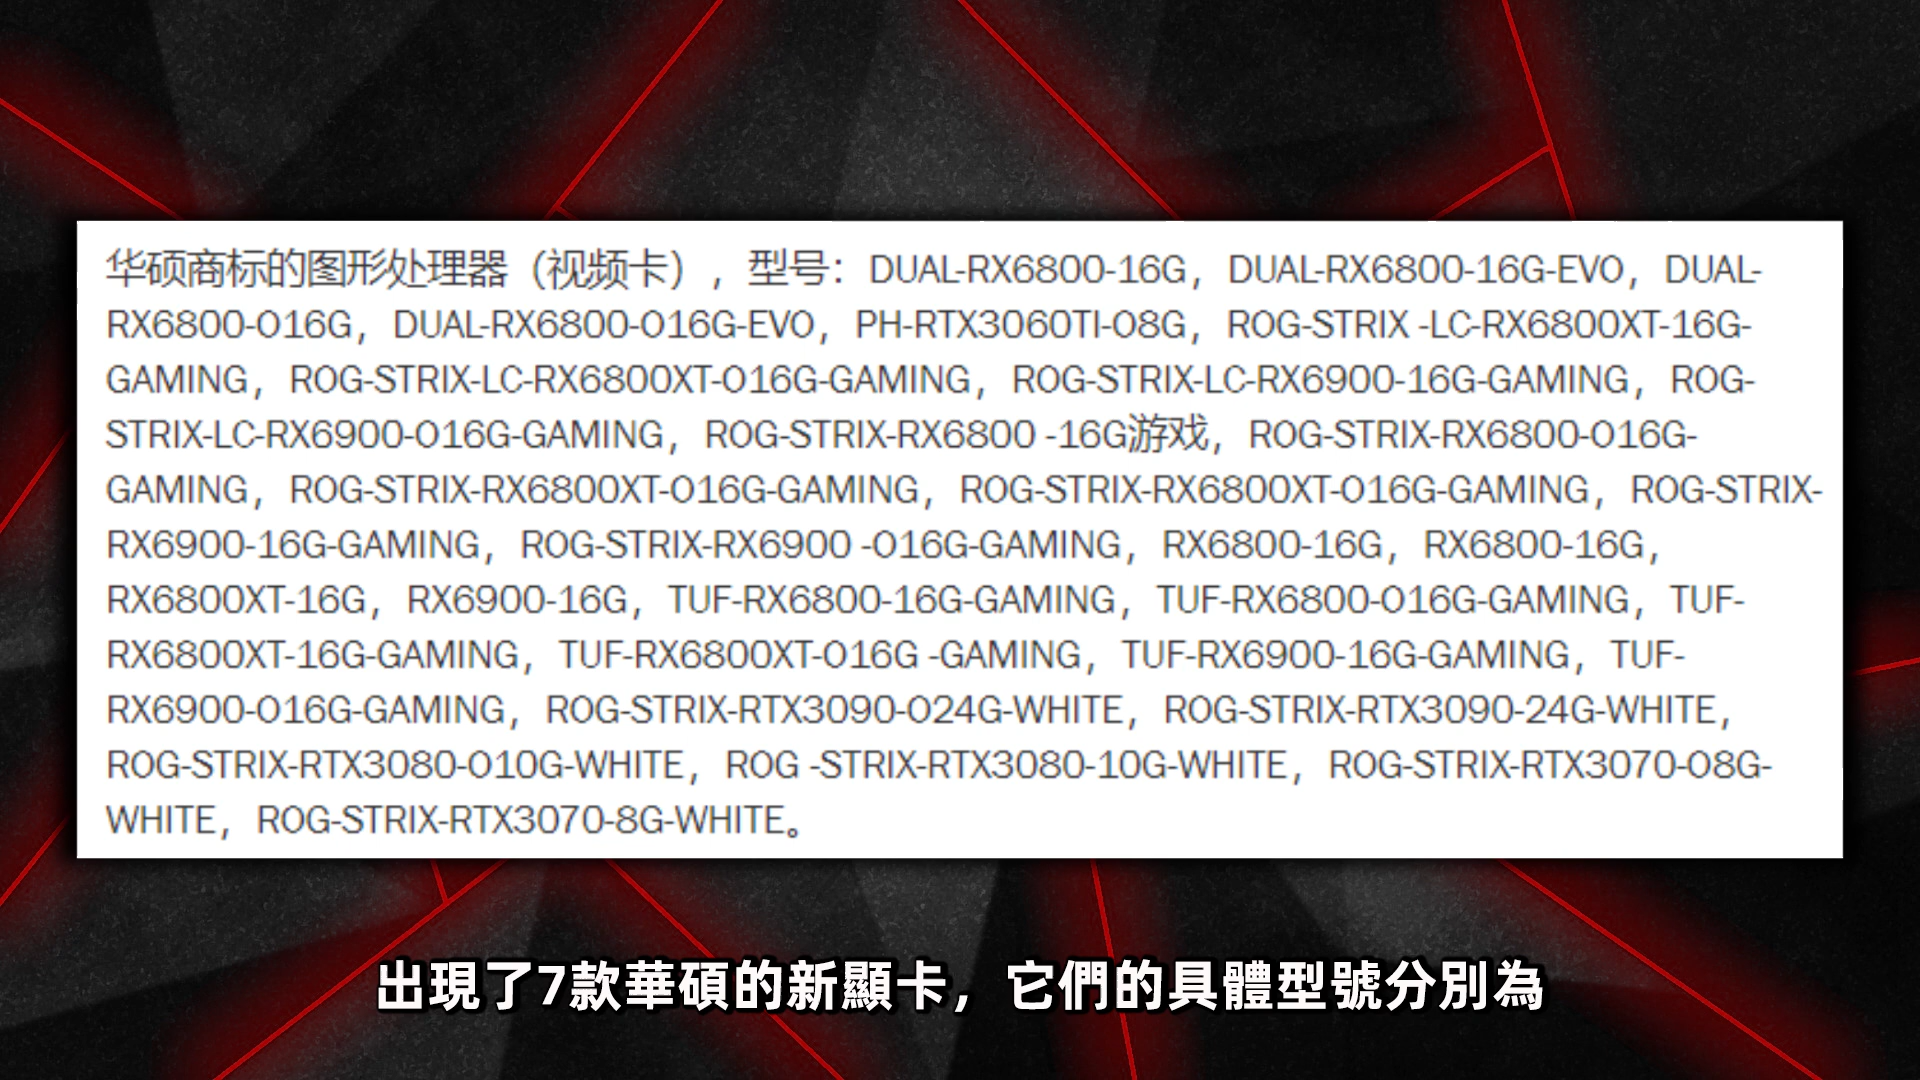 华硕商标的图形处理器（视频卡），型号：DUAL-RX6800-16G，DUAL-RX6800-16G-EVO，DUAL-
RX6800-O16G，DUAL-RX6800-O16G-EVO，PH-RTX3060TI-O8G，ROG-STRIX -LC-RX6800XT-16G-
GAMING，ROG-STRIX-LC-RX6800XT-O16G-GAMING，ROG-STRIX-LC-RX6900-16G-GAMING，ROG-
STRIX-LC-RX6900-O16G-GAMING，ROG-STRIX-RX6800 -16G游戏，ROG-STRIX-RX6800-O16G-
GAMING，ROG-STRIX-RX6800XT-O16G-GAMING，ROG-STRIX-RX6800XT-O16G-GAMING，ROG-STRIX-
RX6900-16G-GAMING，ROG-STRIX-RX6900 -O16G-GAMING，RX6800-16G，RX6800-16G，
RX6800XT-16G，RX6900-16G，TUF-RX6800-16G-GAMING，TUF-RX6800-O16G-GAMING，TUF-
RX6800XT-16G-GAMING，TUF-RX6800XT-O16G -GAMING，TUF-RX6900-16G-GAMING，TUF-
RX6900-O16G-GAMING，ROG-STRIX-RTX3090-O24G-WHITE，ROG-STRIX-RTX3090-24G-WHITE，
ROG-STRIX-RTX3080-O10G-WHITE，ROG -STRIX-RTX3080-10G-WHITE，ROG-STRIX-RTX3070-O8G-
WHITE，ROG-STRIX-RTX3070-8G-WHITE。
出現了7款華碩的新顯卡，它們的具體型號分別為